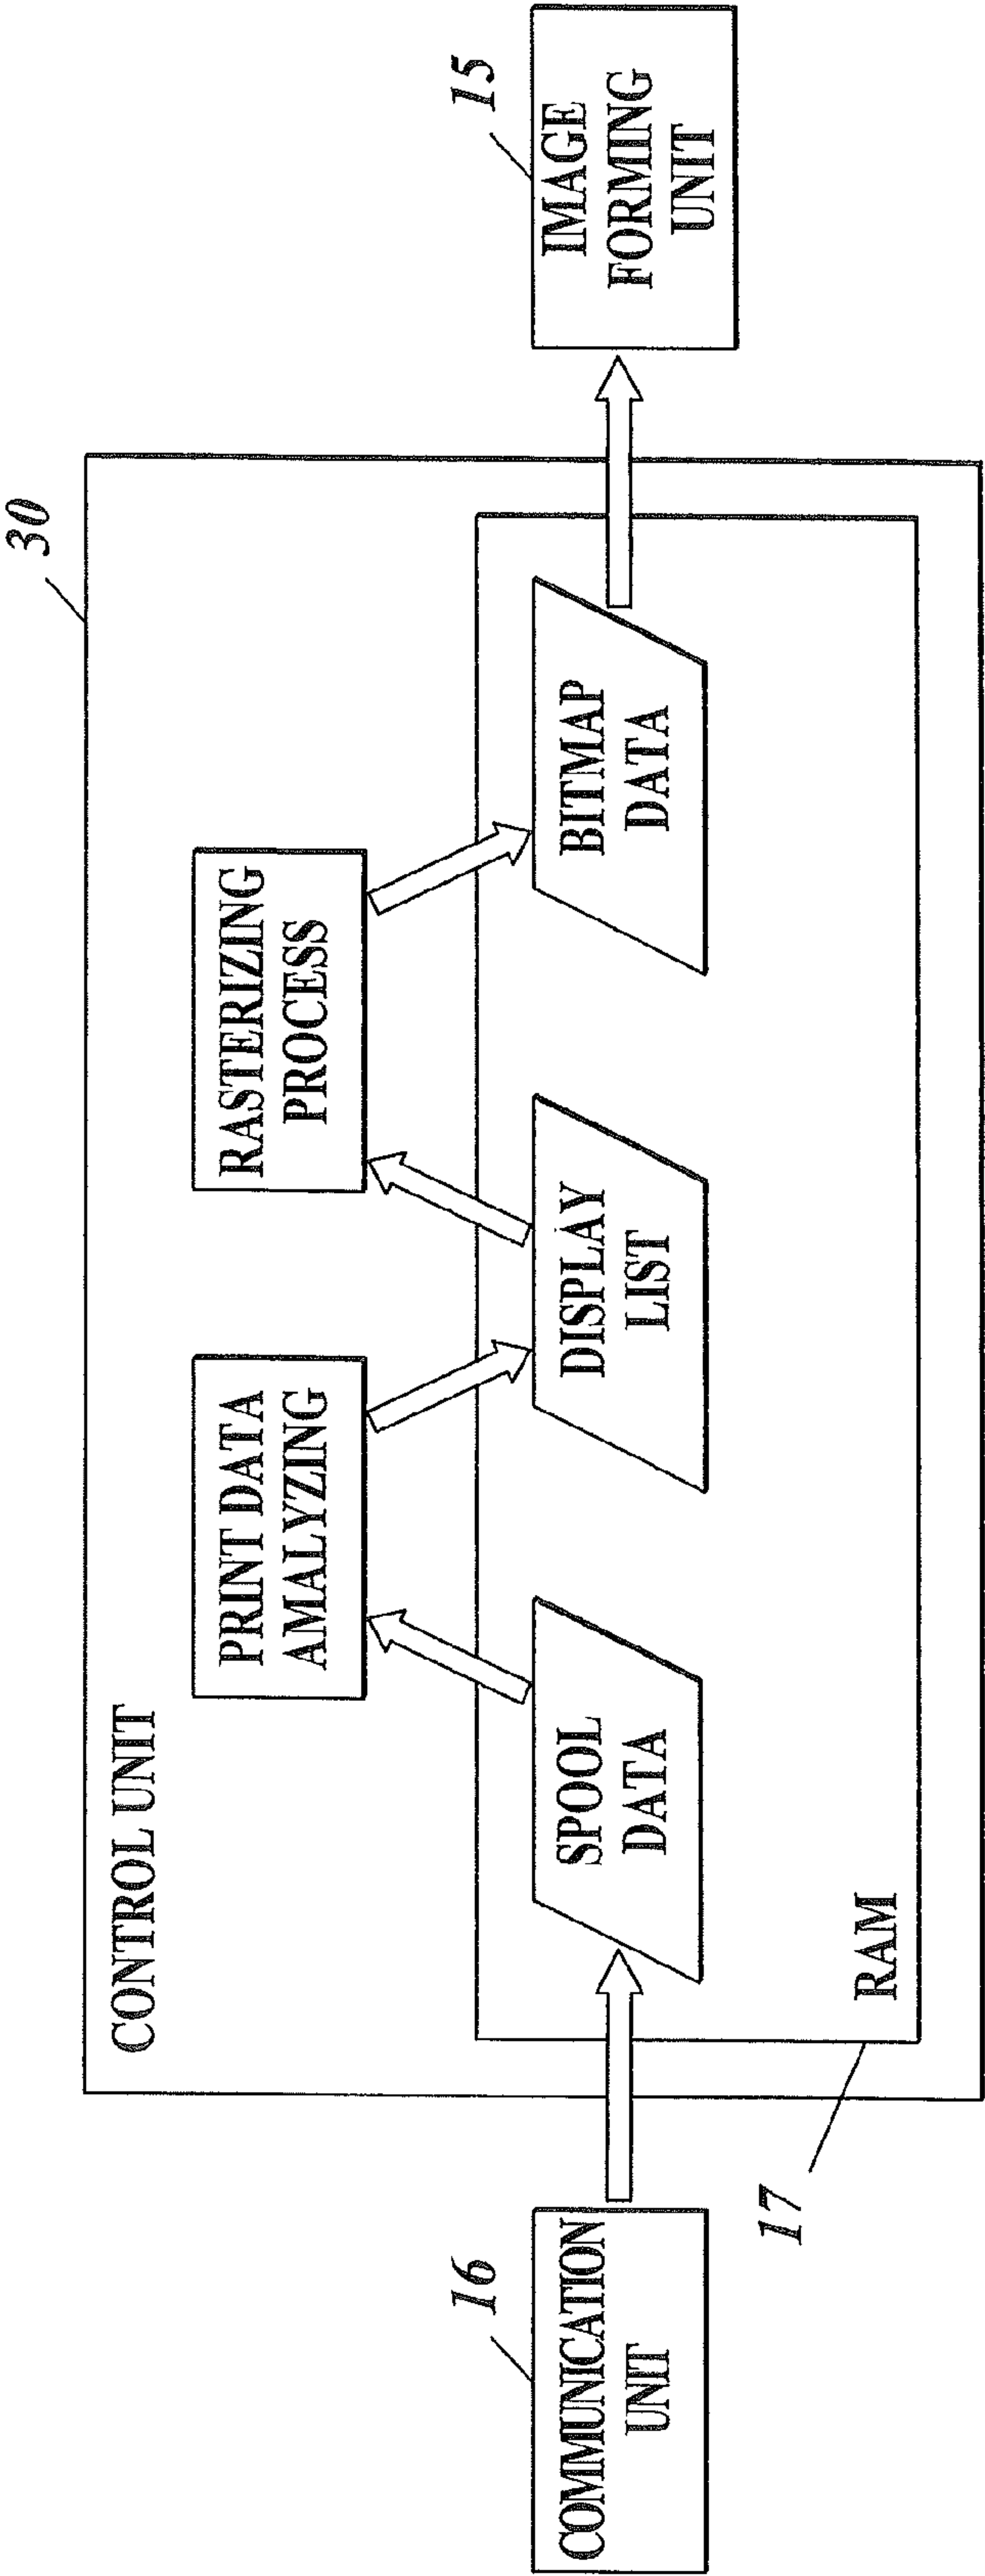 30
CONTROL UNIT
PRINT DATA
AMALYZING
RASTERIZING
PROCESS
16
COMMUNICATION
UNIT
SPOOL
DATA
DISPLAY
LIST
BITMAP
DATA
15
IMAGE
FORMING
UNIT
RAM
17